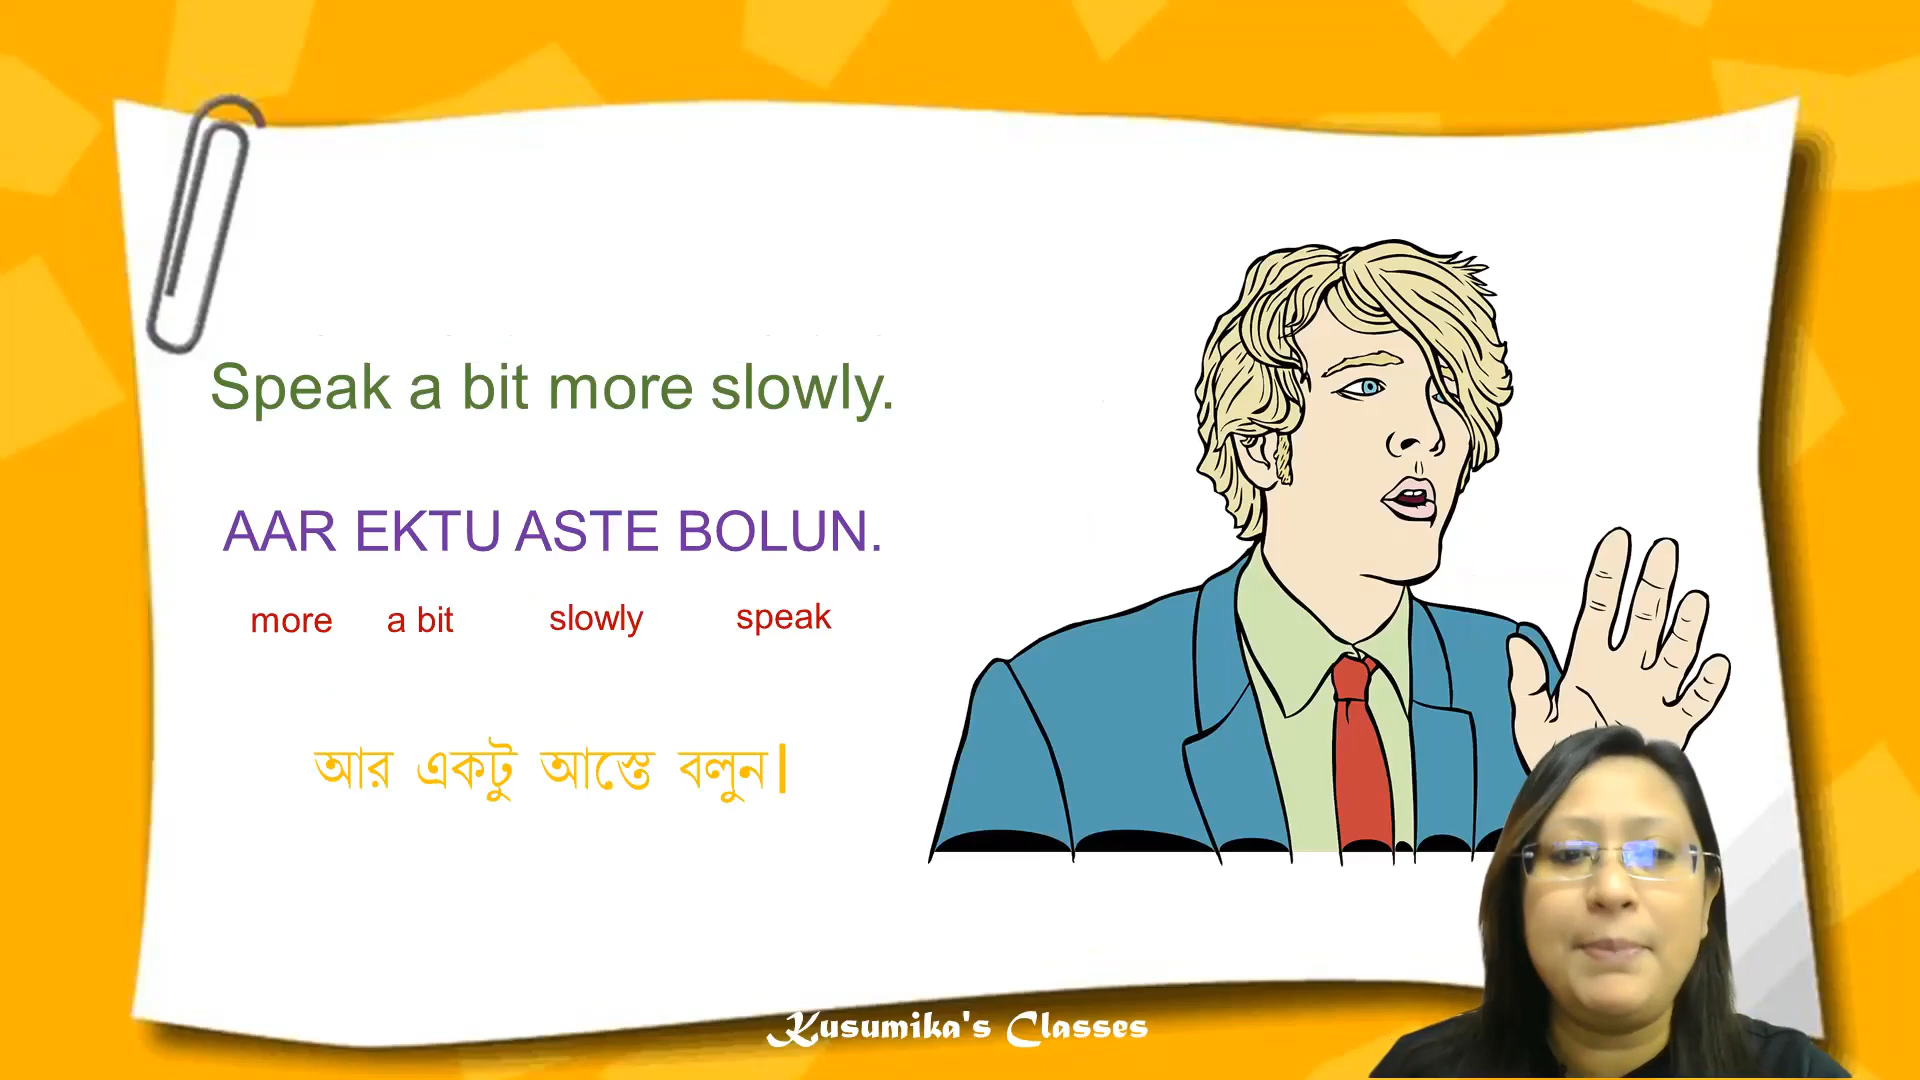 Speak a bit more slowly.
AAR EKTU ASTE BOLUN.
more a bit slowly speak
আর একটু আস্তে বলুন|
Kusumika's Classes